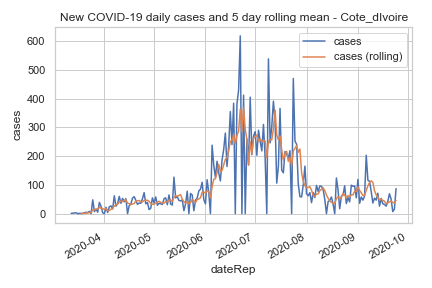 New COVID-19 daily cases and 5 day rolling mean - Cote_dIvoire
cases
cases (rolling)
600
500
400
300
200
100
0
cases
2020-04
2020-05
2020-06
2020-07
2020-08
2020-09
2020-10
dateRep